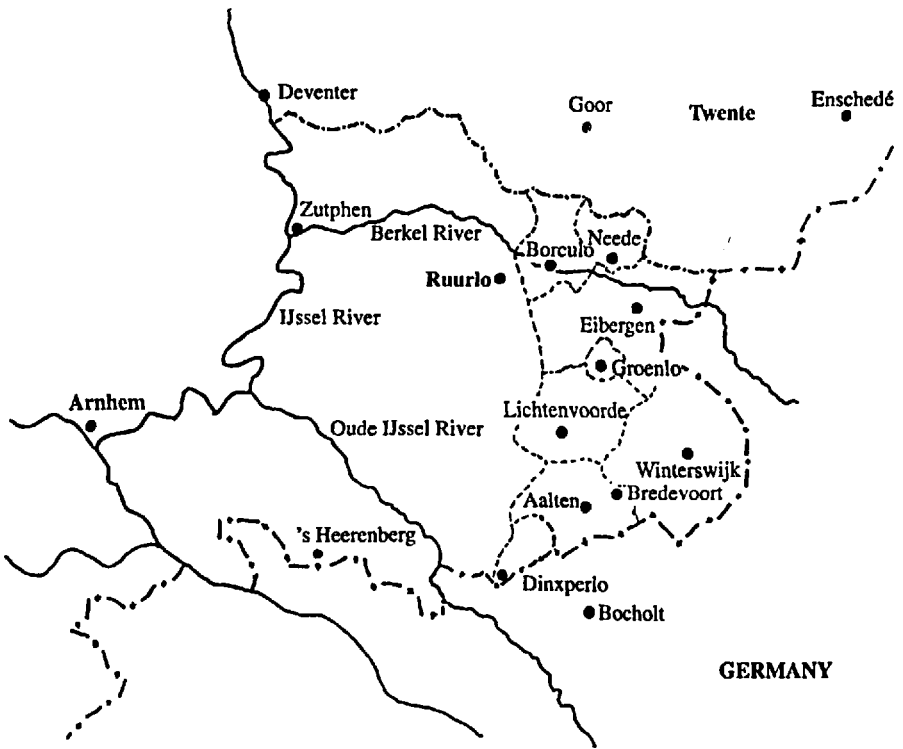 Deventer
Goor
Twente
Enschedé
Zutphen
Berkel River
Borculo
Neede
Ruurlo
IJssel River
Eibergen
Groenlo
Arnhem
Lichtenvoorde
Oude IJssel River
Winterswijk
Aalten
Bredevoort
's Heerenberg
Dinxperlo
Bocholt
GERMANY